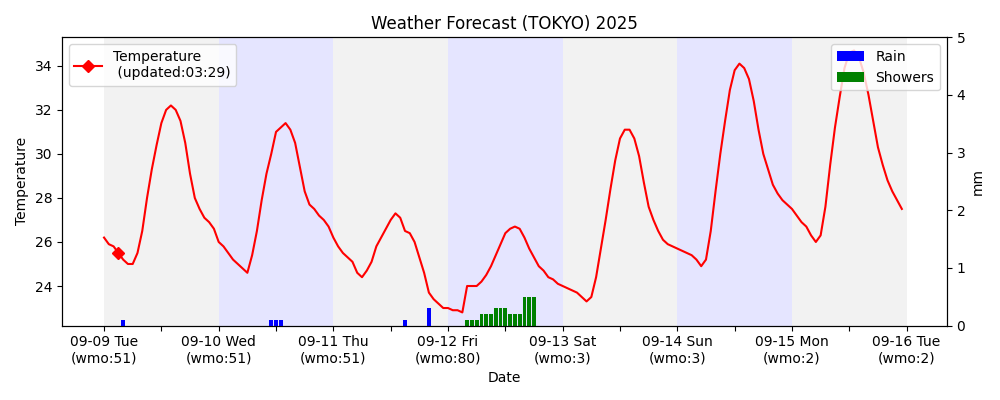 Weather Forecast (TOKYO) 2025
Temperature
(updated:03:29)
Rain
Showers
Temperature
34
32
30
28
26
24
5
4
3
2
1
0
mm
09-09 Tue
(wmo:51)
09-10 Wed
(wmo:51)
09-11 Thu
(wmo:51)
09-12 Fri
(wmo:80)
09-13 Sat
(wmo:3)
09-14 Sun
(wmo:3)
09-15 Mon
(wmo:2)
09-16 Tue
(wmo:2)
Date